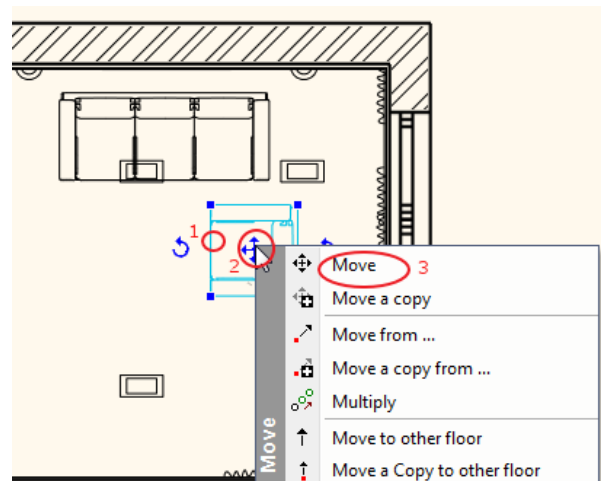 1
2
3
Move
Move
Move a copy
Move from ...
Move a copy from ...
Multiply
Move to other floor
Move a Copy to other floor